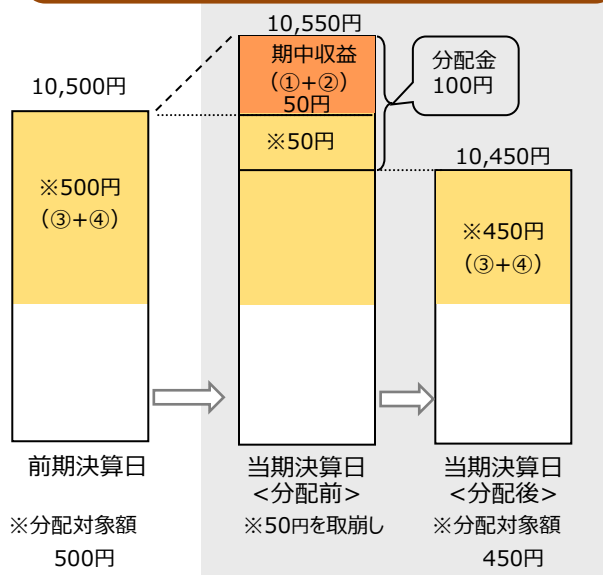 10,550円
期中収益
（①+②）
50円
分配金
100円
10,500円
※50円
10,450円
※500円
（③+④）
※450円
（③+④）
前期決算日
当期決算日
<分配前>
当期決算日
<分配後>
※分配対象額
500円
※50円を取崩し
※分配対象額
450円